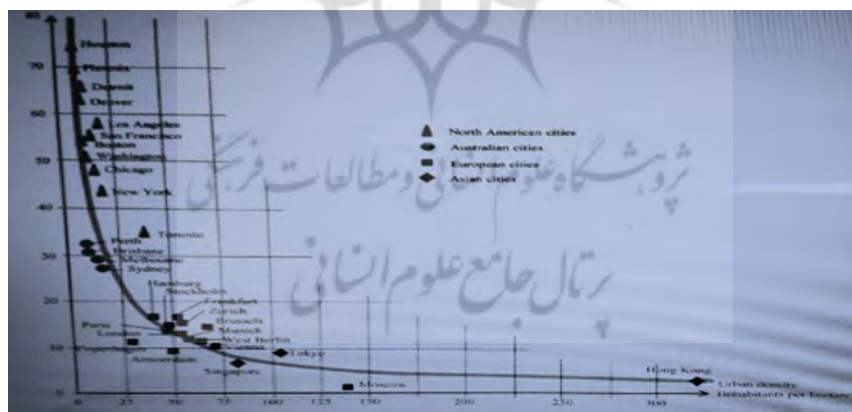 80
Houston
70
Phoenix
Detroit
Denver
60
Los Angeles
San Francisco
Boston
50
Washington
Chicago
New York
40
Toronto
30
Perth
Brisbane
Melbourne
Sydney
20
Hamburg
Stockholm
Frankfurt
Zurich
Brussels
Paris
London
Munich
West Berlin
Vienna
10
Amsterdam
Tokyo
Singapore
Moscow
Hong Kong
0
North American cities
Australian cities
European cities
Asian cities
پژوهشگاه علوم انسانی و مطالعات فرهنگی
پرتال جامع علوم انسانی
0 25 50 75 100 125 150 200 250 300
Urban density
(inhabitants per hectare)